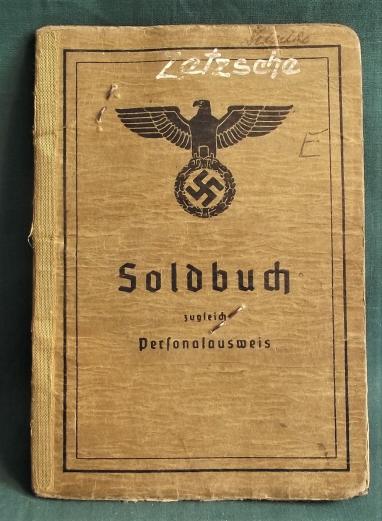 Zetzsche
E
Soldbuch
zugleich
Personalausweis